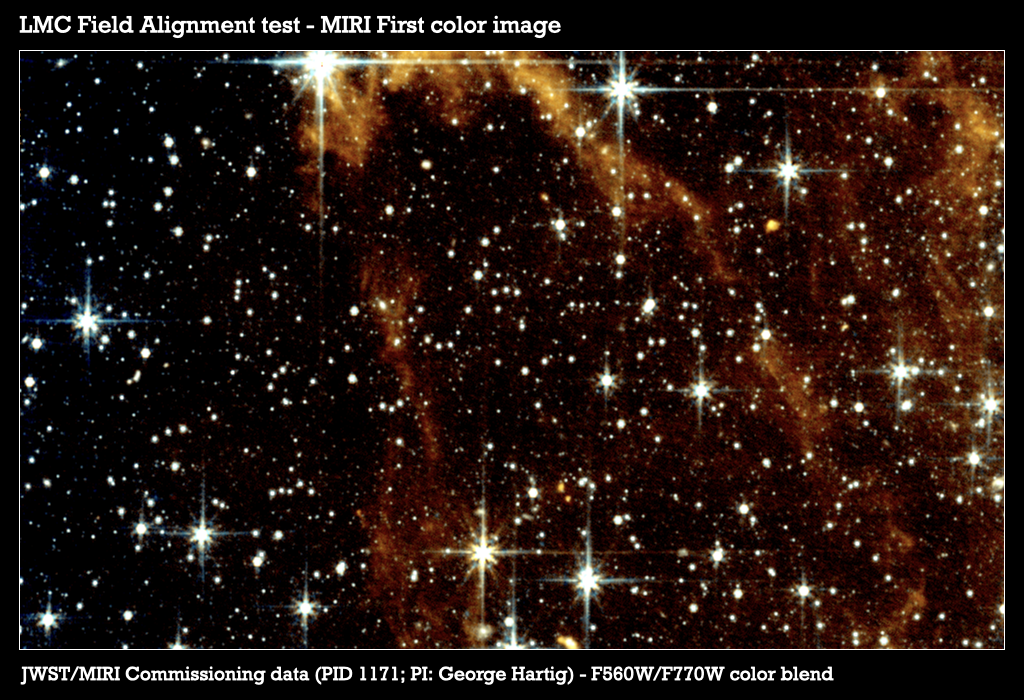 LMC Field Alignment test - MIRI First color image
JWST/MIRI Commissioning data (PID 1171; PI: George Hartig) - F560W/F770W color blend